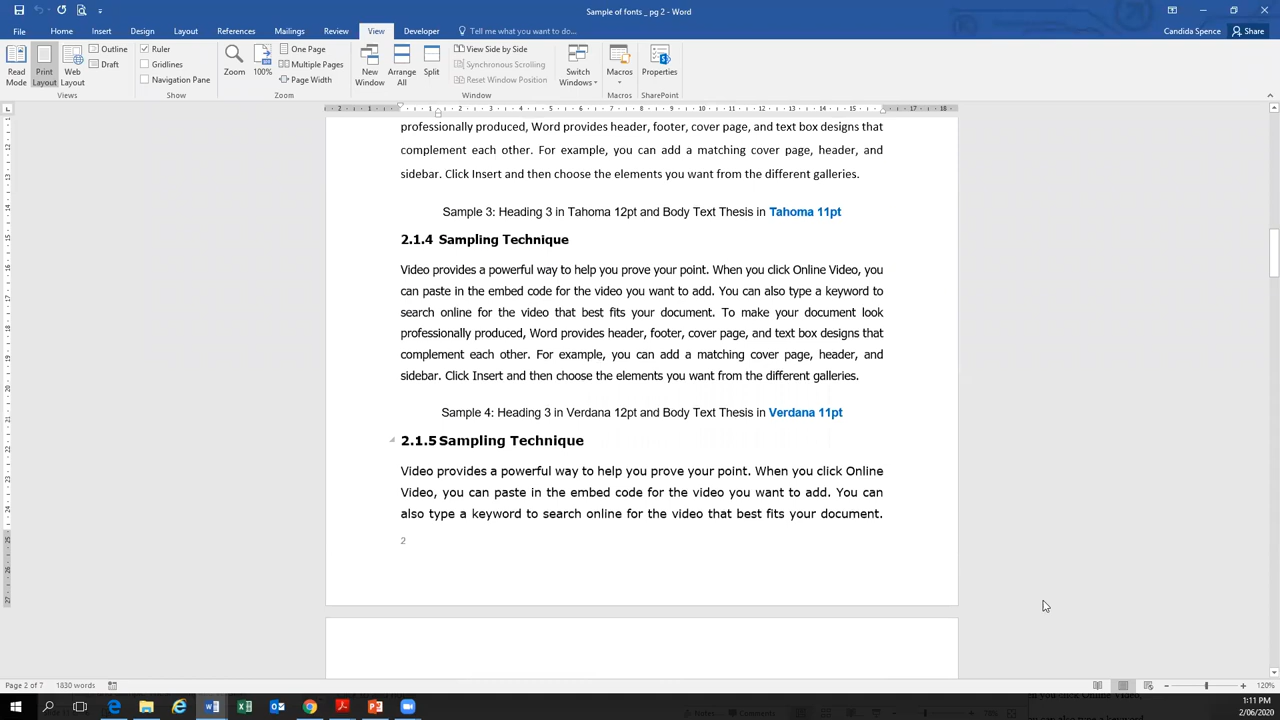 Sample of fonts _ pg 2 - Word
File Home Insert Design Layout References Mailings Review View Developer Tell me what you want to do... Candida Spence Share
Read Mode
Print Layout
Web Layout
Outline
Draft
Views
Ruler
Gridlines
Navigation Pane
Show
Zoom
100%
One Page
Multiple Pages
Page Width
Zoom
New Window
Arrange All
Split
View Side by Side
Synchronous Scrolling
Reset Window Position
Window
Switch Windows
Macros
Macros
Properties
SharePoint
professionally produced, Word provides header, footer, cover page, and text box designs that
complement each other. For example, you can add a matching cover page, header, and
sidebar. Click Insert and then choose the elements you want from the different galleries.
Sample 3: Heading 3 in Tahoma 12pt and Body Text Thesis in Tahoma 11pt
2.1.4 Sampling Technique
Video provides a powerful way to help you prove your point. When you click Online Video, you
can paste in the embed code for the video you want to add. You can also type a keyword to
search online for the video that best fits your document. To make your document look
professionally produced, Word provides header, footer, cover page, and text box designs that
complement each other. For example, you can add a matching cover page, header, and
sidebar. Click Insert and then choose the elements you want from the different galleries.
Sample 4: Heading 3 in Verdana 12pt and Body Text Thesis in Verdana 11pt
2.1.5 Sampling Technique
Video provides a powerful way to help you prove your point. When you click Online
Video, you can paste in the embed code for the video you want to add. You can
also type a keyword to search online for the video that best fits your document.
2
Page 2 of 7 1830 words 120%
1:11 PM
2/06/2020